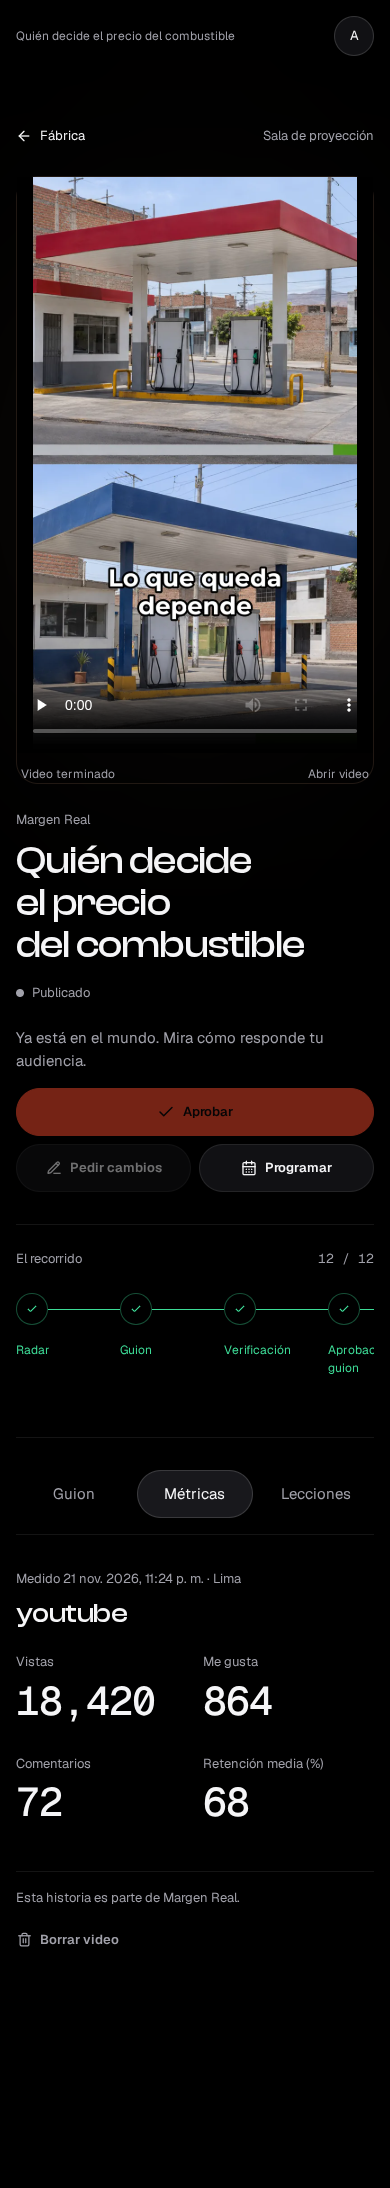 Quién decide el precio del combustible
A
Fábrica
Sala de proyección
Lo que queda
depende
0:00
Video terminado
Abrir video
Margen Real
Quién decide
el precio
del combustible
Publicado
Ya está en el mundo. Mira cómo responde tu
audiencia.
Aprobar
Pedir cambios
Programar
El recorrido
12 / 12
Radar
Guion
Verificación
Aprobac
guion
Guion
Métricas
Lecciones
Medido 21 nov. 2026, 11:24 p. m. · Lima
youtube
Vistas
Me gusta
18,420
864
Comentarios
Retención media (%)
72
68
Esta historia es parte de Margen Real.
Borrar video